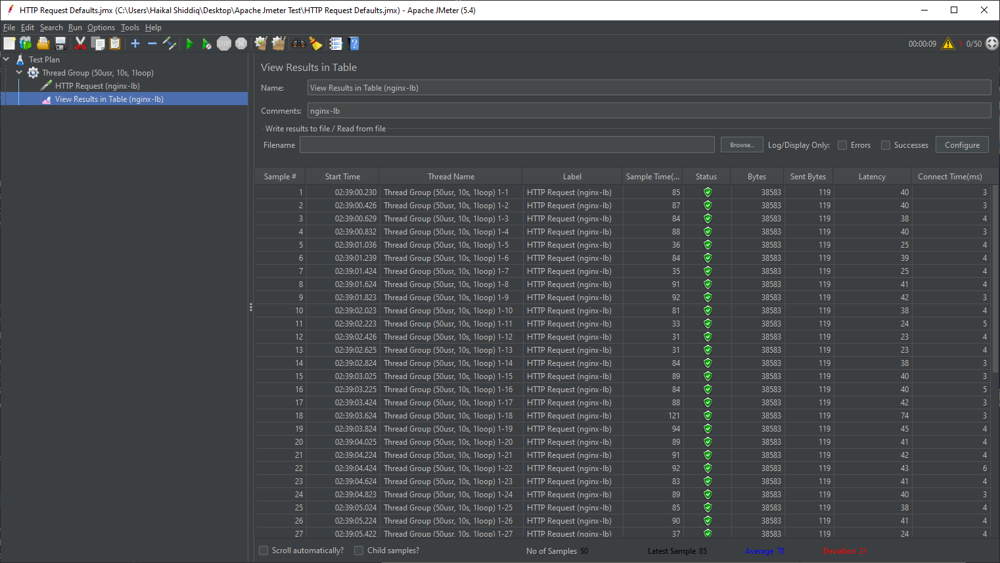 HTTP Request Defaults.jmx (C:\Users\Haikal Shiddiq\Desktop\Apache Jmeter Test\HTTP Request Defaults.jmx) - Apache JMeter (5.4)
File Edit Search Run Options Tools Help
00:00:09 1 0/50
Test Plan
Thread Group (50usr, 10s, 1loop)
HTTP Request (nginx-lb)
View Results in Table (nginx-lb)
View Results in Table
Name: View Results in Table (nginx-lb)
Comments: nginx-lb
Write results to file / Read from file
Filename Browse... Log/Display Only: Errors Successes Configure
Sample # Start Time Thread Name Label Sample Time(... Status Bytes Sent Bytes Latency Connect Time(ms)
1 02:39:00.230 Thread Group (50usr, 10s, 1loop) 1-1 HTTP Request (nginx-lb) 85 38583 119 40 3
2 02:39:00.426 Thread Group (50usr, 10s, 1loop) 1-2 HTTP Request (nginx-lb) 87 38583 119 40 3
3 02:39:00.629 Thread Group (50usr, 10s, 1loop) 1-3 HTTP Request (nginx-lb) 84 38583 119 38 4
4 02:39:00.832 Thread Group (50usr, 10s, 1loop) 1-4 HTTP Request (nginx-lb) 88 38583 119 40 3
5 02:39:01.036 Thread Group (50usr, 10s, 1loop) 1-5 HTTP Request (nginx-lb) 36 38583 119 25 4
6 02:39:01.239 Thread Group (50usr, 10s, 1loop) 1-6 HTTP Request (nginx-lb) 84 38583 119 39 4
7 02:39:01.424 Thread Group (50usr, 10s, 1loop) 1-7 HTTP Request (nginx-lb) 35 38583 119 25 4
8 02:39:01.624 Thread Group (50usr, 10s, 1loop) 1-8 HTTP Request (nginx-lb) 91 38583 119 41 4
9 02:39:01.823 Thread Group (50usr, 10s, 1loop) 1-9 HTTP Request (nginx-lb) 92 38583 119 42 3
10 02:39:02.023 Thread Group (50usr, 10s, 1loop) 1-10 HTTP Request (nginx-lb) 81 38583 119 38 4
11 02:39:02.223 Thread Group (50usr, 10s, 1loop) 1-11 HTTP Request (nginx-lb) 33 38583 119 24 5
12 02:39:02.426 Thread Group (50usr, 10s, 1loop) 1-12 HTTP Request (nginx-lb) 31 38583 119 23 4
13 02:39:02.625 Thread Group (50usr, 10s, 1loop) 1-13 HTTP Request (nginx-lb) 31 38583 119 23 4
14 02:39:02.824 Thread Group (50usr, 10s, 1loop) 1-14 HTTP Request (nginx-lb) 84 38583 119 38 3
15 02:39:03.025 Thread Group (50usr, 10s, 1loop) 1-15 HTTP Request (nginx-lb) 89 38583 119 40 3
16 02:39:03.225 Thread Group (50usr, 10s, 1loop) 1-16 HTTP Request (nginx-lb) 84 38583 119 40 5
17 02:39:03.424 Thread Group (50usr, 10s, 1loop) 1-17 HTTP Request (nginx-lb) 88 38583 119 42 3
18 02:39:03.624 Thread Group (50usr, 10s, 1loop) 1-18 HTTP Request (nginx-lb) 121 38583 119 74 3
19 02:39:03.824 Thread Group (50usr, 10s, 1loop) 1-19 HTTP Request (nginx-lb) 94 38583 119 45 4
20 02:39:04.025 Thread Group (50usr, 10s, 1loop) 1-20 HTTP Request (nginx-lb) 89 38583 119 41 4
21 02:39:04.224 Thread Group (50usr, 10s, 1loop) 1-21 HTTP Request (nginx-lb) 91 38583 119 42 4
22 02:39:04.424 Thread Group (50usr, 10s, 1loop) 1-22 HTTP Request (nginx-lb) 92 38583 119 43 6
23 02:39:04.624 Thread Group (50usr, 10s, 1loop) 1-23 HTTP Request (nginx-lb) 83 38583 119 41 4
24 02:39:04.823 Thread Group (50usr, 10s, 1loop) 1-24 HTTP Request (nginx-lb) 89 38583 119 40 3
25 02:39:05.024 Thread Group (50usr, 10s, 1loop) 1-25 HTTP Request (nginx-lb) 85 38583 119 38 4
26 02:39:05.224 Thread Group (50usr, 10s, 1loop) 1-26 HTTP Request (nginx-lb) 90 38583 119 41 4
27 02:39:05.422 Thread Group (50usr, 10s, 1loop) 1-27 HTTP Request (nginx-lb) 37 38583 119 24 4
Scroll automatically? Child samples? No of Samples 50 Latest Sample 85 Average 78 Deviation 21